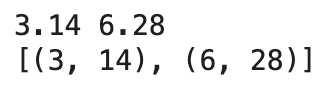 3.14 6.28
[(3, 14), (6, 28)]